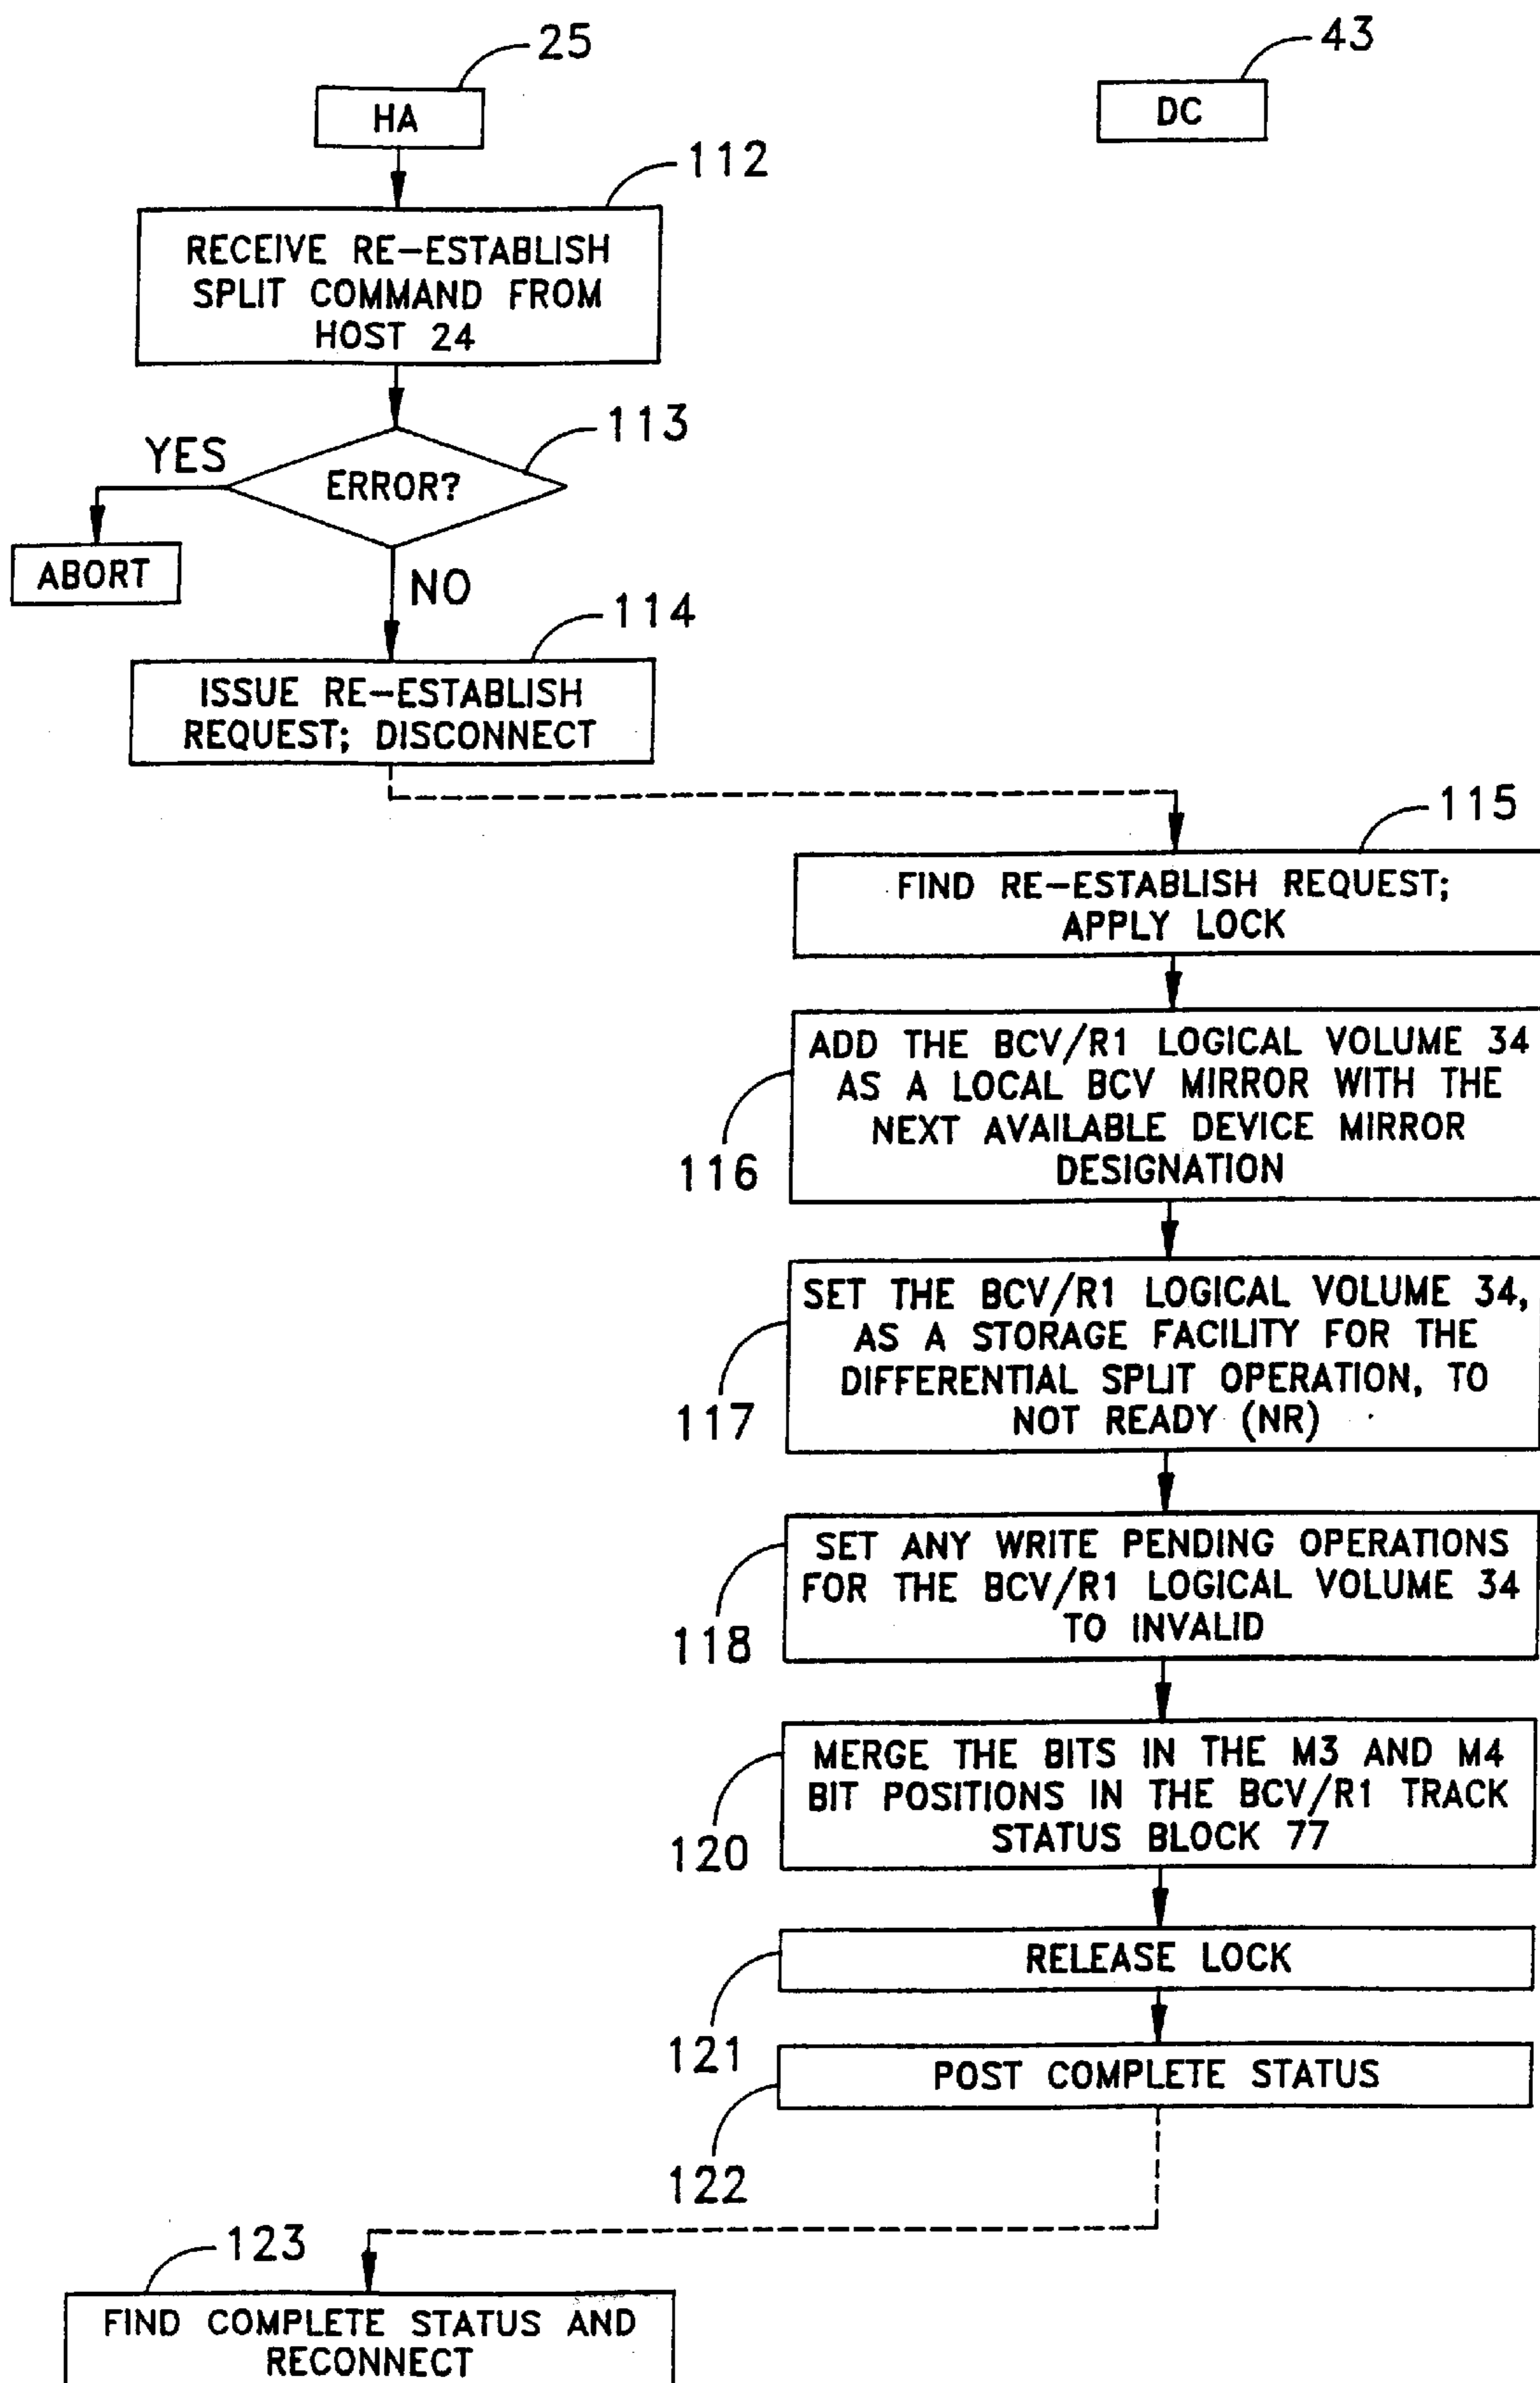 25
43
HA
DC
112
RECEIVE RE-ESTABLISH
SPLIT COMMAND FROM
HOST 24
113
YES
ERROR?
ABORT
NO
114
ISSUE RE-ESTABLISH
REQUEST; DISCONNECT
115
FIND RE-ESTABLISH REQUEST;
APPLY LOCK
ADD THE BCV/R1 LOGICAL VOLUME 34
AS A LOCAL BCV MIRROR WITH THE
NEXT AVAILABLE DEVICE MIRROR
DESIGNATION
116
SET THE BCV/R1 LOGICAL VOLUME 34,
AS A STORAGE FACILITY FOR THE
DIFFERENTIAL SPLIT OPERATION, TO
NOT READY (NR)
117
SET ANY WRITE PENDING OPERATIONS
FOR THE BCV/R1 LOGICAL VOLUME 34
TO INVALID
118
MERGE THE BITS IN THE M3 AND M4
BIT POSITIONS IN THE BCV/R1 TRACK
STATUS BLOCK 77
120
RELEASE LOCK
121
POST COMPLETE STATUS
122
123
FIND COMPLETE STATUS AND
RECONNECT